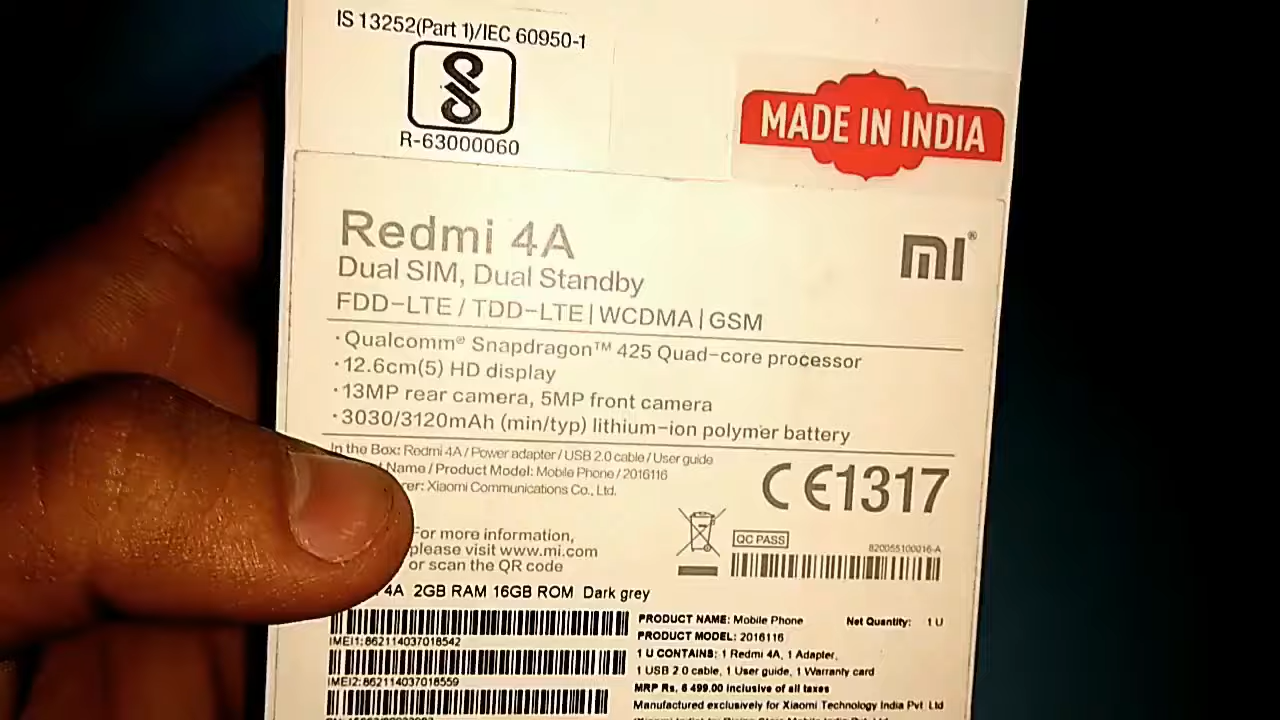 IS 13252(Part 1)/IEC 60950-1
R-63000060
MADE IN INDIA
Redmi 4A
mi®
Dual SIM, Dual Standby
FDD-LTE / TDD-LTE | WCDMA | GSM
·Qualcomm® Snapdragon™ 425 Quad-core processor
·12.6cm(5) HD display
·13MP rear camera, 5MP front camera
·3030/3120mAh (min/typ) lithium-ion polymer battery
In the Box: Redmi 4A / Power adapter / USB 2.0 cable / User guide
Name / Product Model: Mobile Phone / 2016116
Xiaomi Communications Co., Ltd.
CE1317
For more information,
please visit www.mi.com
or scan the QR code
QC PASS
820055100016-A
4A 2GB RAM 16GB ROM Dark grey
IMEI1:862114037018542
IMEI2:862114037018559
PRODUCT NAME: Mobile Phone Net Quantity: 1 U
PRODUCT MODEL: 2016116
1 U CONTAINS: 1 Redmi 4A, 1 Adapter,
1 USB 2.0 cable, 1 User guide, 1 Warranty card
MRP Rs. 6 499.00 inclusive of all taxes
Manufactured exclusively for Xiaomi Technology India Pvt Ltd